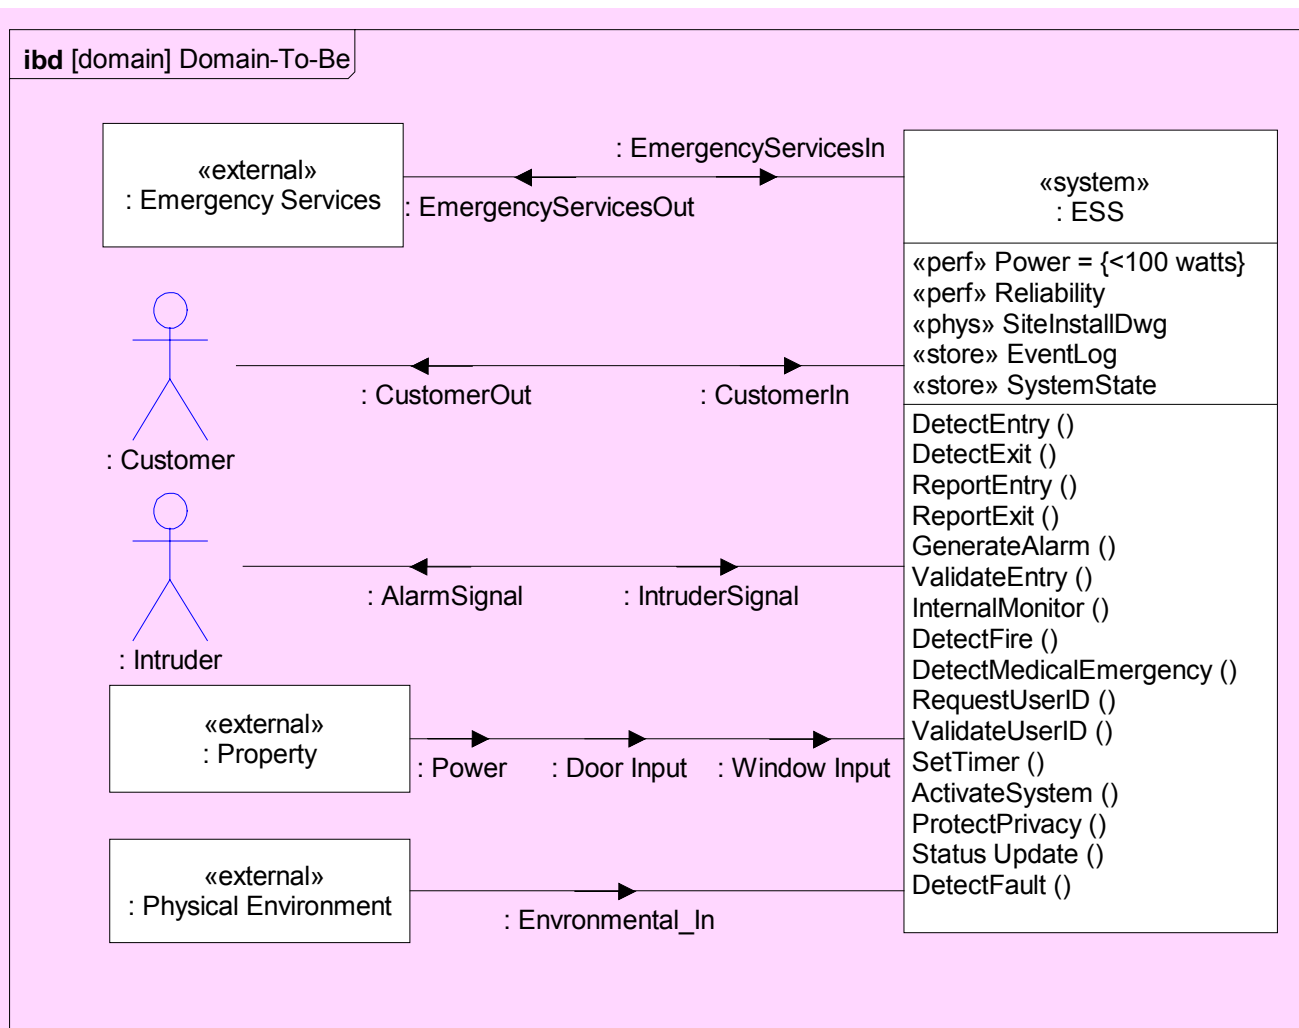 ibd [domain] Domain-To-Be
«external»
: Emergency Services
: EmergencyServicesIn
: EmergencyServicesOut
«system»
: ESS
«perf» Power = {<100 watts}
«perf» Reliability
«phys» SiteInstallDwg
«store» EventLog
«store» SystemState
: CustomerOut
: CustomerIn
: Customer
DetectEntry ()
DetectExit ()
ReportEntry ()
ReportExit ()
GenerateAlarm ()
ValidateEntry ()
InternalMonitor ()
DetectFire ()
DetectMedicalEmergency ()
RequestUserID ()
ValidateUserID ()
SetTimer ()
ActivateSystem ()
ProtectPrivacy ()
Status Update ()
DetectFault ()
: AlarmSignal
: IntruderSignal
: Intruder
«external»
: Property
: Power
: Door Input
: Window Input
«external»
: Physical Environment
: Envronmental_In